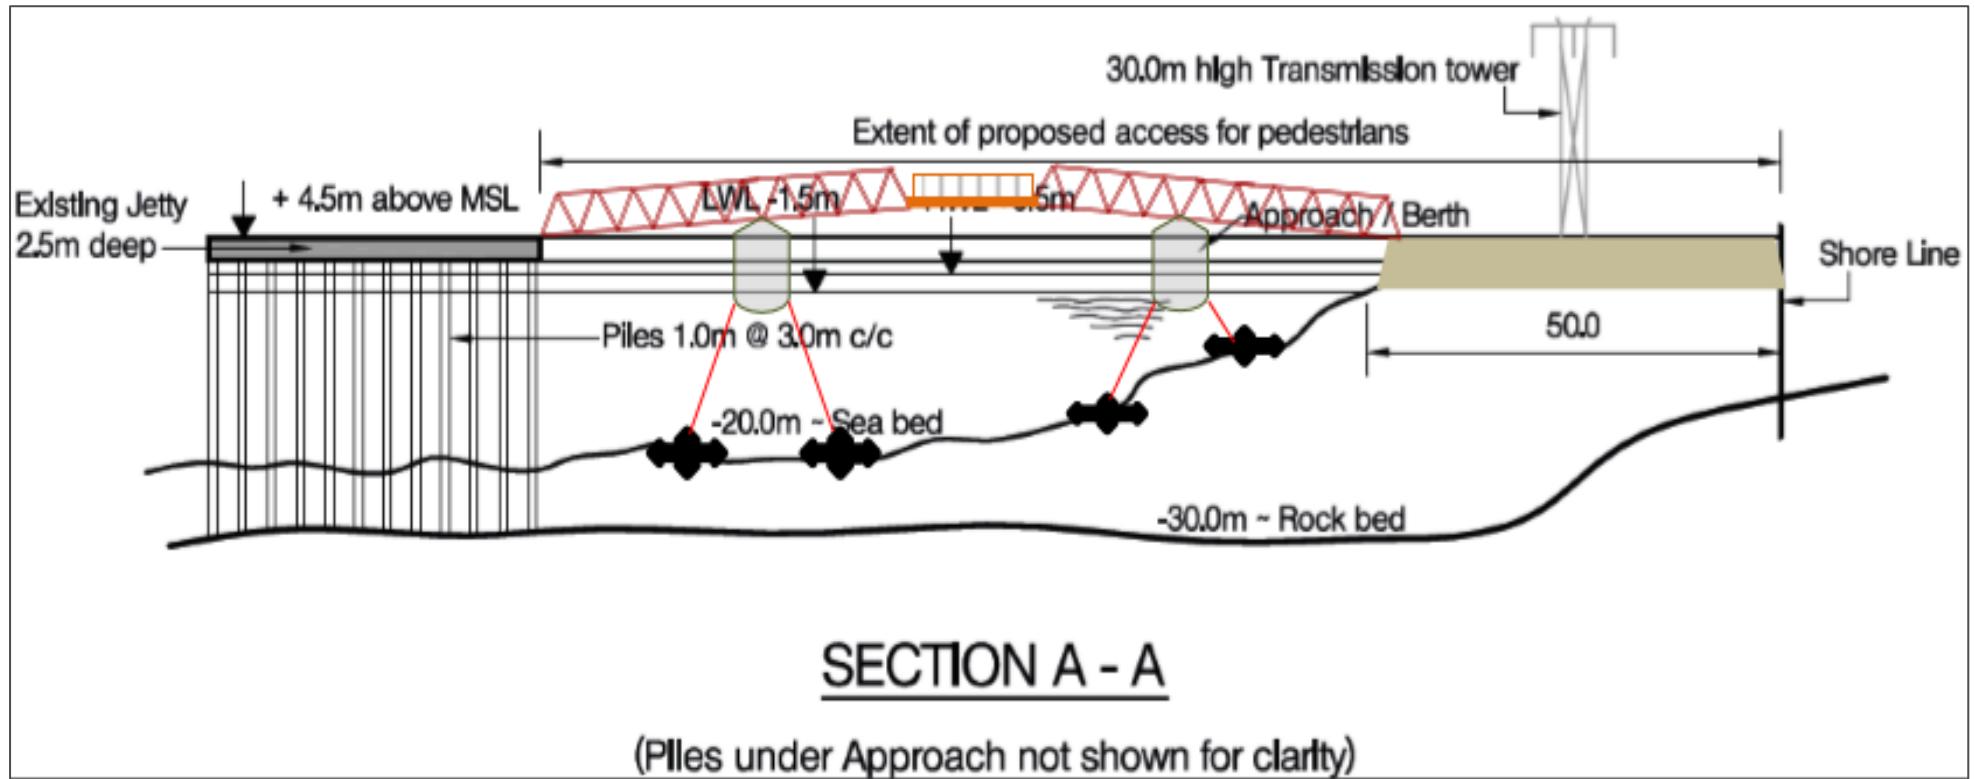 30.0m high Transmission tower
Extent of proposed access for pedestrians
Existing Jetty
2.5m deep
+ 4.5m above MSL
LWL -1.5m
.5m
Approach / Berth
Shore Line
Piles 1.0m @ 3.0m c/c
50.0
-20.0m ~ Sea bed
-30.0m ~ Rock bed
SECTION A - A
(Piles under Approach not shown for clarity)